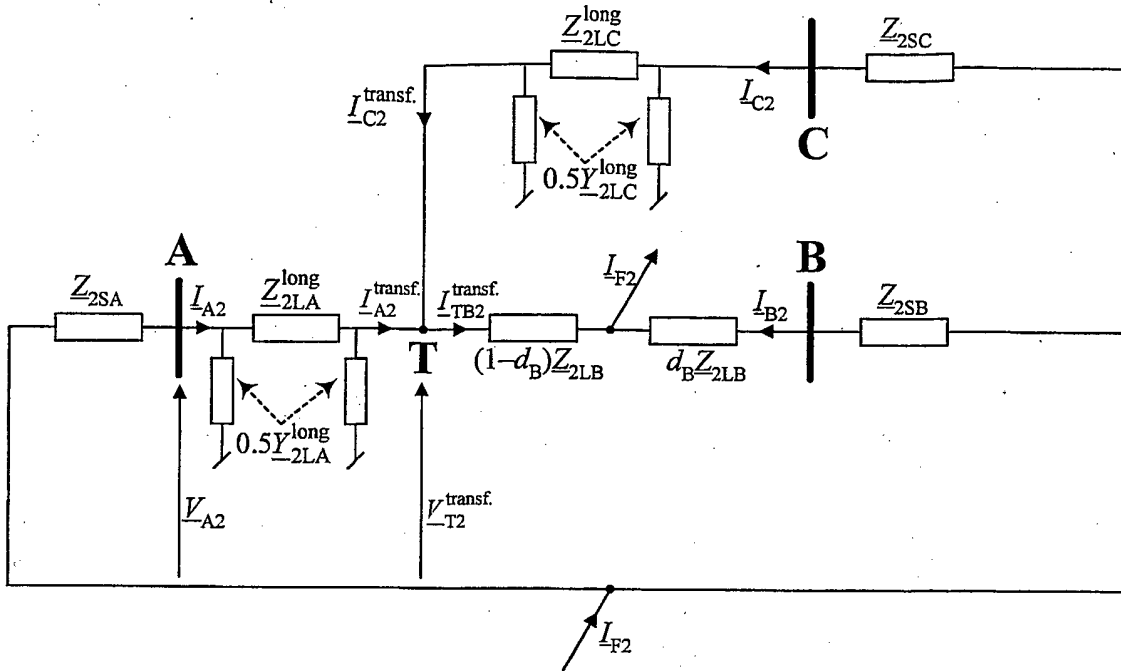 Z_2LC^long
Z_2SC
I_C2^transf.
I_C2
C
0.5Y_2LC^long
A
B
Z_2SA
I_A2
Z_2LA^long
I_A2^transf.
I_TB2^transf.
I_F2
I_B2
Z_2SB
T
(1–d_B)Z_2LB
d_BZ_2LB
0.5Y_2LA^long
V_A2
V_T2^transf.
I_F2